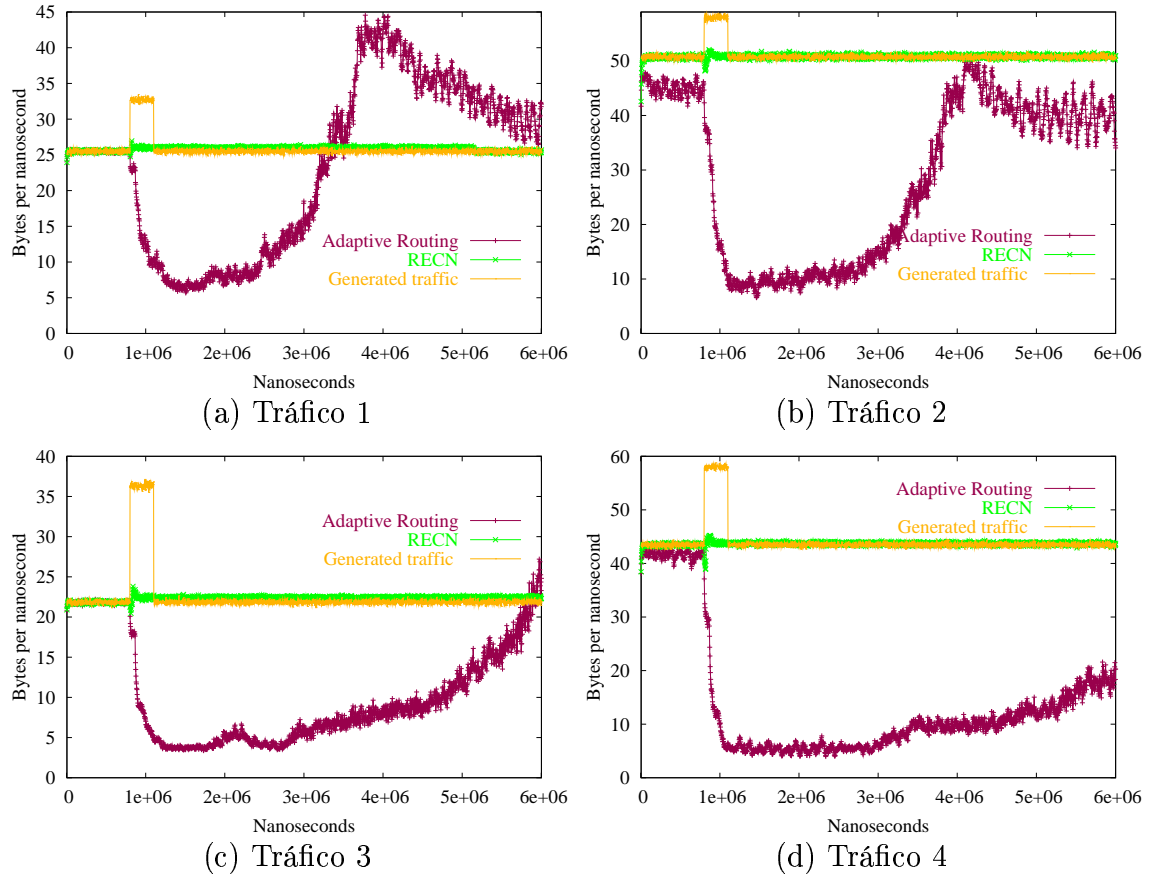 45
40
35
30
25
20
15
10
5
0
Bytes per nanosecond
Adaptive Routing
RECN
Generated traffic
0 1e+06 2e+06 3e+06 4e+06 5e+06 6e+06
Nanoseconds
(a) Tráfico 1
50
40
30
20
10
0
Bytes per nanosecond
Adaptive Routing
RECN
Generated traffic
0 1e+06 2e+06 3e+06 4e+06 5e+06 6e+06
Nanoseconds
(b) Tráfico 2
40
35
30
25
20
15
10
5
0
Bytes per nanosecond
Adaptive Routing
RECN
Generated traffic
0 1e+06 2e+06 3e+06 4e+06 5e+06 6e+06
Nanoseconds
(c) Tráfico 3
60
50
40
30
20
10
0
Bytes per nanosecond
Adaptive Routing
RECN
Generated traffic
0 1e+06 2e+06 3e+06 4e+06 5e+06 6e+06
Nanoseconds
(d) Tráfico 4